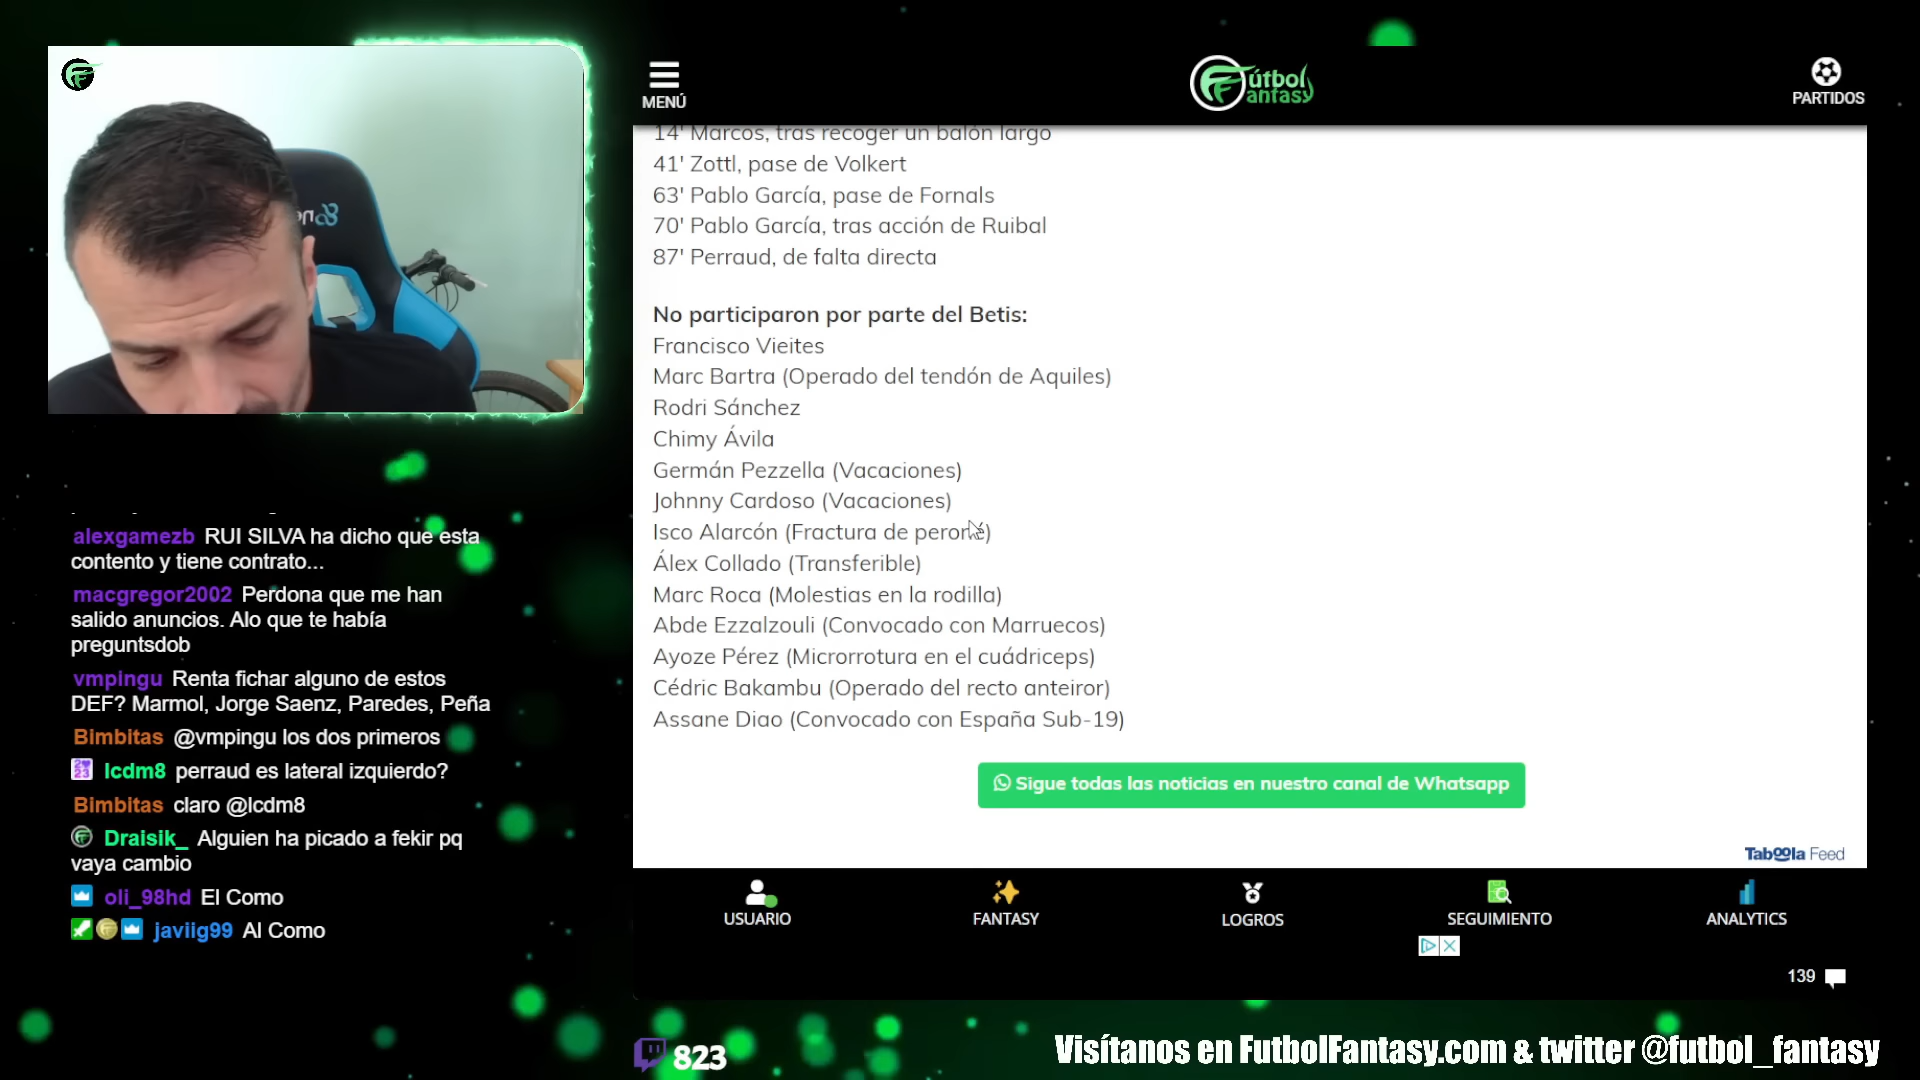 MENÚ
Fútbol
Fantasy
PARTIDOS
14' Marcos, tras recoger un balón largo
41' Zottl, pase de Volkert
63' Pablo García, pase de Fornals
70' Pablo García, tras acción de Ruibal
87' Perraud, de falta directa
No participaron por parte del Betis:
Francisco Vieites
Marc Bartra (Operado del tendón de Aquiles)
Rodri Sánchez
Chimy Ávila
Germán Pezzella (Vacaciones)
Johnny Cardoso (Vacaciones)
Isco Alarcón (Fractura de peroné)
Álex Collado (Transferible)
Marc Roca (Molestias en la rodilla)
Abde Ezzalzouli (Convocado con Marruecos)
Ayoze Pérez (Microrrotura en el cuádriceps)
Cédric Bakambu (Operado del recto anteiror)
Assane Diao (Convocado con España Sub-19)
Sigue todas las noticias en nuestro canal de Whatsapp
Taboola Feed
USUARIO
FANTASY
LOGROS
SEGUIMIENTO
ANALYTICS
139
alexgamezb RUI SILVA ha dicho que esta
contento y tiene contrato...
macgregor2002 Perdona que me han
salido anuncios. Alo que te había
preguntsdob
vmpingu Renta fichar alguno de estos
DEF? Marmol, Jorge Saenz, Paredes, Peña
Bimbitas @vmpingu los dos primeros
lcdm8 perraud es lateral izquierdo?
Bimbitas claro @lcdm8
Draisik_ Alguien ha picado a fekir pq
vaya cambio
oli_98hd El Como
javiig99 Al Como
823
Visítanos en FutbolFantasy.com & twitter @futbol_fantasy